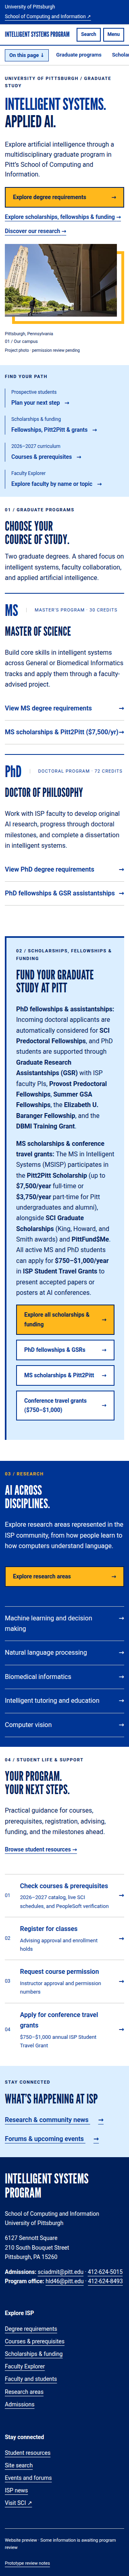 University of Pittsburgh
School of Computing and Information ↗
INTELLIGENT SYSTEMS PROGRAM
Search
Menu
On this page ↓
Graduate programs
Scholar
UNIVERSITY OF PITTSBURGH / GRADUATE
STUDY
INTELLIGENT SYSTEMS.
APPLIED AI.
Explore artificial intelligence through a
multidisciplinary graduate program in
Pitt's School of Computing and
Information.
Explore degree requirements →
Explore scholarships, fellowships & funding →
Discover our research →
Pittsburgh, Pennsylvania
01 / Our campus
Project photo · permission review pending
FIND YOUR PATH
Prospective students
Plan your next step →
Scholarships & funding
Fellowships, Pitt2Pitt & grants →
2026–2027 curriculum
Courses & prerequisites →
Faculty Explorer
Explore faculty by name or topic →
01 / GRADUATE PROGRAMS
CHOOSE YOUR
COURSE OF STUDY.
Two graduate degrees. A shared focus on
intelligent systems, faculty collaboration,
and applied artificial intelligence.
MS
MASTER'S PROGRAM · 30 CREDITS
MASTER OF SCIENCE
Build core skills in intelligent systems
across General or Biomedical Informatics
tracks and apply them through a faculty-
advised project.
View MS degree requirements →
MS scholarships & Pitt2Pitt ($7,500/yr) →
PhD
DOCTORAL PROGRAM · 72 CREDITS
DOCTOR OF PHILOSOPHY
Work with ISP faculty to develop original
research, progress through doctoral
milestones, and complete a dissertation
in intelligent systems.
View PhD degree requirements →
PhD fellowships & GSR assistantships →
02 / SCHOLARSHIPS, FELLOWSHIPS &
FUNDING
FUND YOUR GRADUATE
STUDY AT PITT
PhD fellowships & assistantships:
Incoming doctoral applicants are
automatically considered for SCI
Predoctoral Fellowships, and PhD
students are supported through
Graduate Research
Assistantships (GSR) with ISP
faculty PIs, Provost Predoctoral
Fellowships, Summer GSA
Fellowships, the Elizabeth U.
Baranger Fellowship, and the
DBMI Training Grant.
MS scholarships & conference
travel grants: The MS in Intelligent
Systems (MSISP) participates in
the Pitt2Pitt Scholarship (up to
$7,500/year full-time or
$3,750/year part-time for Pitt
undergraduates and alumni),
alongside SCI Graduate
Scholarships (King, Howard, and
Smith awards) and PittFund$Me.
All active MS and PhD students
can apply for $750–$1,000/year
in ISP Student Travel Grants to
present accepted papers or
posters at AI conferences.
Explore all scholarships &
funding →
PhD fellowships & GSRs →
MS scholarships & Pitt2Pitt →
Conference travel grants
($750–$1,000) →
03 / RESEARCH
AI ACROSS
DISCIPLINES.
Explore research areas represented in the
ISP community, from how people learn to
how computers understand language.
Explore research areas →
Machine learning and decision
making →
Natural language processing →
Biomedical informatics →
Intelligent tutoring and education →
Computer vision →
04 / STUDENT LIFE & SUPPORT
YOUR PROGRAM.
YOUR NEXT STEPS.
Practical guidance for courses,
prerequisites, registration, advising,
funding, and the milestones ahead.
Browse student resources →
01
Check courses & prerequisites
2026–2027 catalog, live SCI
schedules, and PeopleSoft verification →
02
Register for classes
Advising approval and enrollment
holds →
03
Request course permission
Instructor approval and permission
numbers →
04
Apply for conference travel
grants
$750–$1,000 annual ISP Student
Travel Grant →
STAY CONNECTED
WHAT'S HAPPENING AT ISP
Research & community news →
Forums & upcoming events →
INTELLIGENT SYSTEMS
PROGRAM
School of Computing and Information
University of Pittsburgh
6127 Sennott Square
210 South Bouquet Street
Pittsburgh, PA 15260
Admissions: sciadmit@pitt.edu · 412-624-5015
Program office: hld46@pitt.edu · 412-624-8493
Explore ISP
Degree requirements
Courses & prerequisites
Scholarships & funding
Faculty Explorer
Faculty and students
Research areas
Admissions
Stay connected
Student resources
Site search
Events and forums
ISP news
Visit SCI ↗
Website preview · Some information is awaiting program
review
Prototype review notes